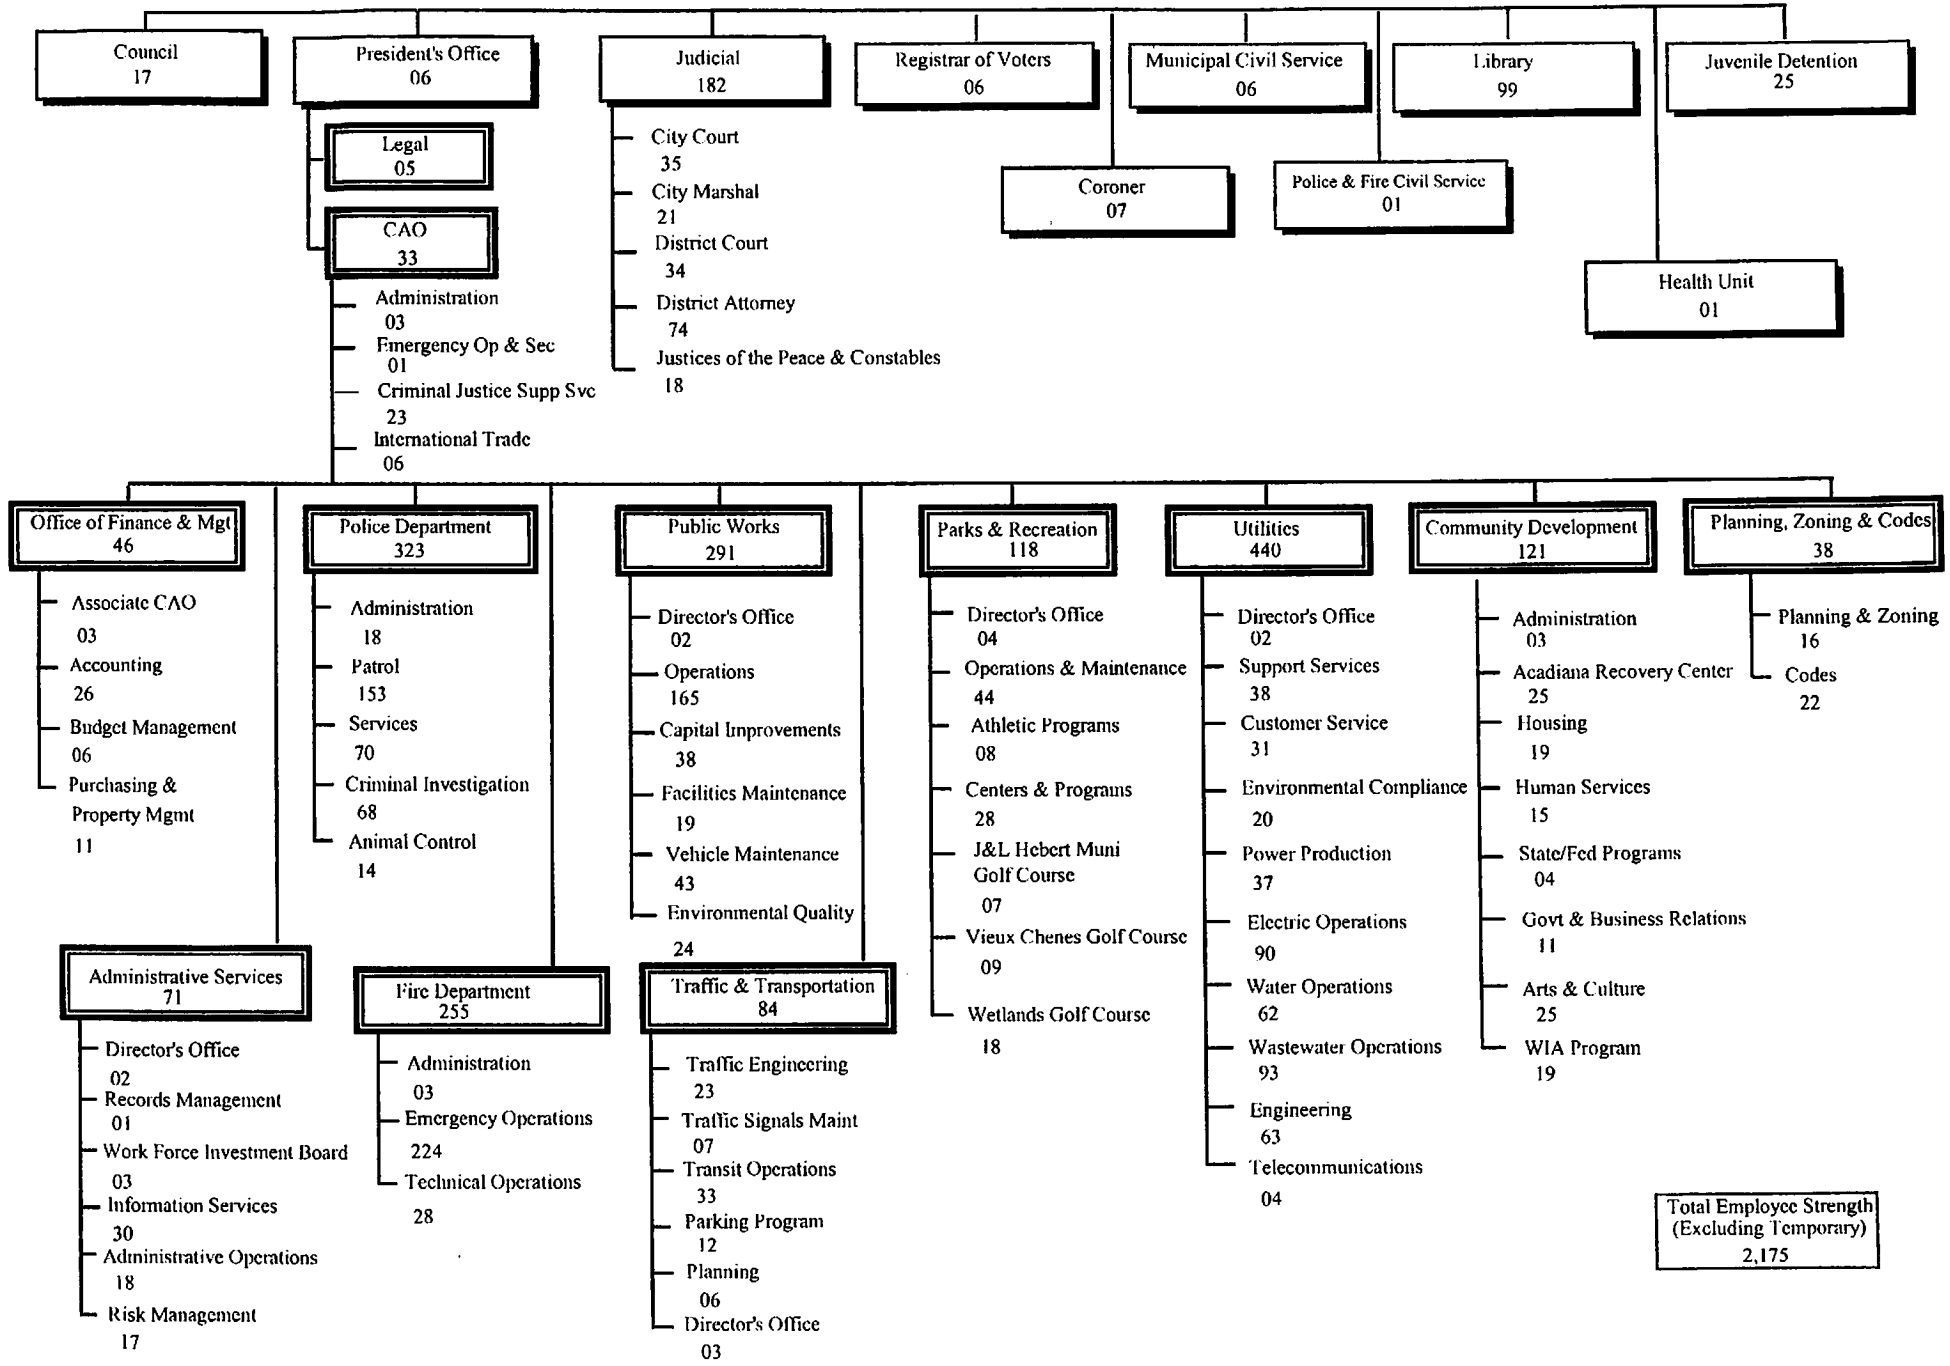 Council
17
President's Office
06
Judicial
182
Registrar of Voters
06
Municipal Civil Service
06
Library
99
Juvenile Detention
25
Legal
05
CAO
33
Administration
03
Emergency Op & Sec
01
Criminal Justice Supp Svc
23
International Trade
06
City Court
35
City Marshal
21
District Court
34
District Attorney
74
Justices of the Peace & Constables
18
Coroner
07
Police & Fire Civil Service
01
Health Unit
01
Office of Finance & Mgt
46
Associate CAO
03
Accounting
26
Budget Management
06
Purchasing &
Property Mgmt
11
Police Department
323
Administration
18
Patrol
153
Services
70
Criminal Investigation
68
Animal Control
14
Public Works
291
Director's Office
02
Operations
165
Capital Improvements
38
Facilities Maintenance
19
Vehicle Maintenance
43
Environmental Quality
24
Parks & Recreation
118
Director's Office
04
Operations & Maintenance
44
Athletic Programs
08
Centers & Programs
28
J&L Hebert Muni
Golf Course
07
Vieux Chenes Golf Course
09
Wetlands Golf Course
18
Utilities
440
Director's Office
02
Support Services
38
Customer Service
31
Environmental Compliance
20
Power Production
37
Electric Operations
90
Water Operations
62
Wastewater Operations
93
Engineering
63
Telecommunications
04
Community Development
121
Administration
03
Acadiana Recovery Center
25
Housing
19
Human Services
15
State/Fed Programs
04
Govt & Business Relations
11
Arts & Culture
25
WIA Program
19
Planning, Zoning & Codes
38
Planning & Zoning
16
Codes
22
Administrative Services
71
Director's Office
02
Records Management
01
Work Force Investment Board
03
Information Services
30
Administrative Operations
18
Risk Management
17
Fire Department
255
Administration
03
Emergency Operations
224
Technical Operations
28
Traffic & Transportation
84
Traffic Engineering
23
Traffic Signals Maint
07
Transit Operations
33
Parking Program
12
Planning
06
Director's Office
03
Total Employee Strength
(Excluding Temporary)
2,175